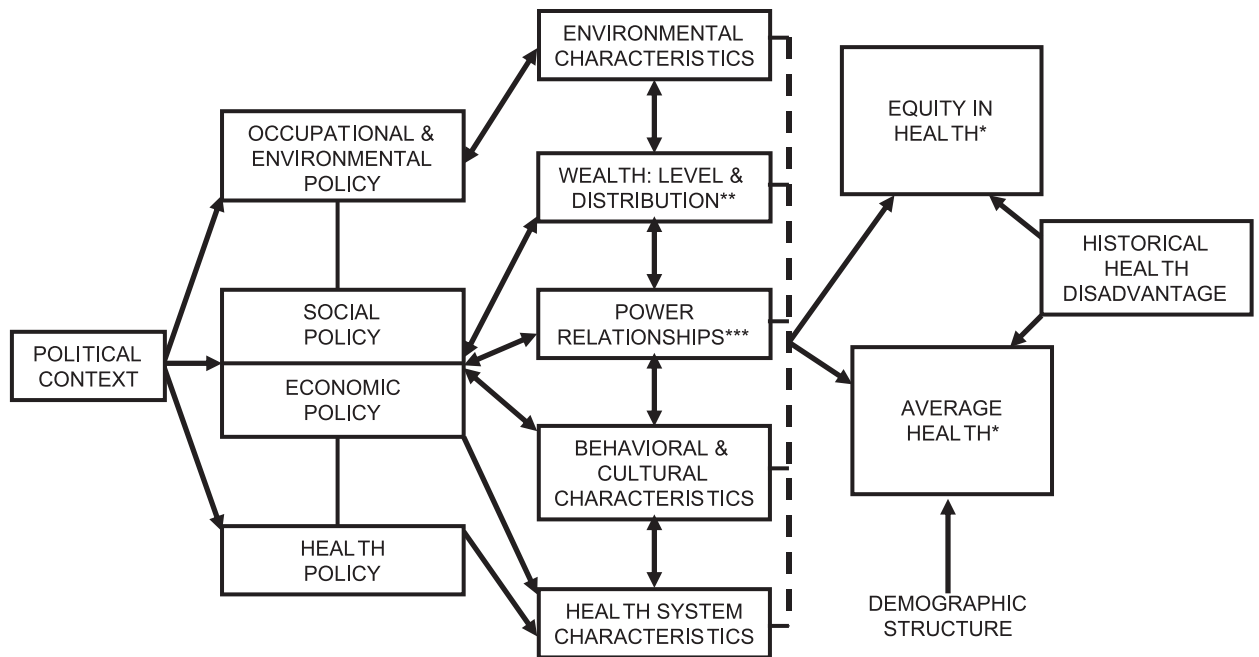 POLITICAL
CONTEXT
OCCUPATIONAL &
ENVIRONMENTAL
POLICY
SOCIAL
POLICY
ECONOMIC
POLICY
HEALTH
POLICY
ENVIRONMENTAL
CHARACTERISTICS
WEALTH: LEVEL &
DISTRIBUTION**
POWER
RELATIONSHIPS***
BEHAVIORAL &
CULTURAL
CHARACTERISTICS
HEALTH SYSTEM
CHARACTERISTICS
EQUITY IN
HEALTH*
HISTORICAL
HEALTH
DISADVANTAGE
AVERAGE
HEALTH*
DEMOGRAPHIC
STRUCTURE